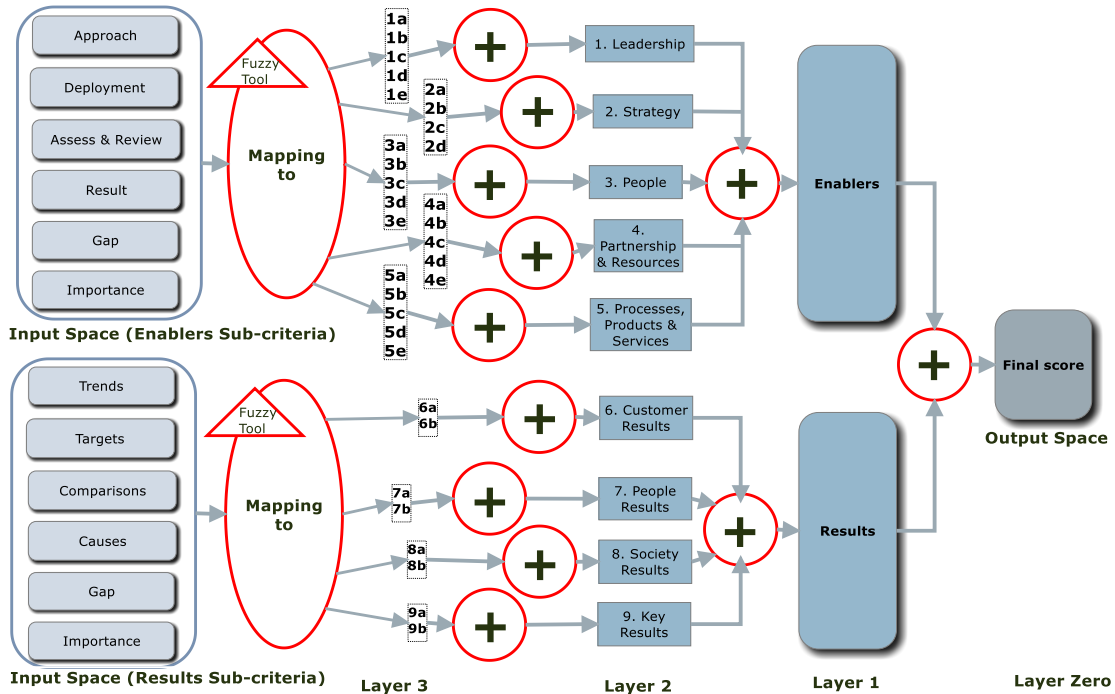 Approach
Deployment
Assess & Review
Result
Gap
Importance
Input Space (Enablers Sub-criteria)
Fuzzy
Tool
Mapping
to
1a
1b
1c
1d
1e
2a
2b
2c
2d
3a
3b
3c
3d
3e
4a
4b
4c
4d
4e
5a
5b
5c
5d
5e
+
+
+
+
+
1. Leadership
2. Strategy
3. People
4.
Partnership
& Resources
5. Processes,
Products &
Services
+
Enablers
Trends
Targets
Comparisons
Causes
Gap
Importance
Input Space (Results Sub-criteria)
Fuzzy
Tool
Mapping
to
6a
6b
7a
7b
8a
8b
9a
9b
+
+
+
+
6. Customer
Results
7. People
Results
8. Society
Results
9. Key
Results
+
Results
+
Final score
Output Space
Layer 3
Layer 2
Layer 1
Layer Zero